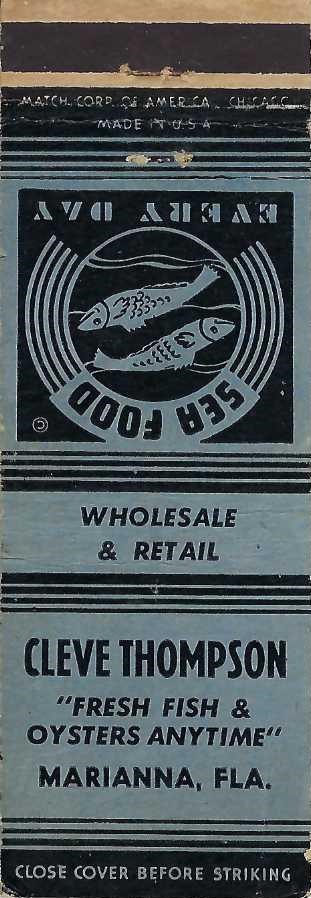 MATCH CORP. OF AMERICA, CHICAGO
MADE IN U.S.A
EVERY DAY
SEA FOOD
©
WHOLESALE
& RETAIL
CLEVE THOMPSON
"FRESH FISH &
OYSTERS ANYTIME"
MARIANNA, FLA.
CLOSE COVER BEFORE STRIKING